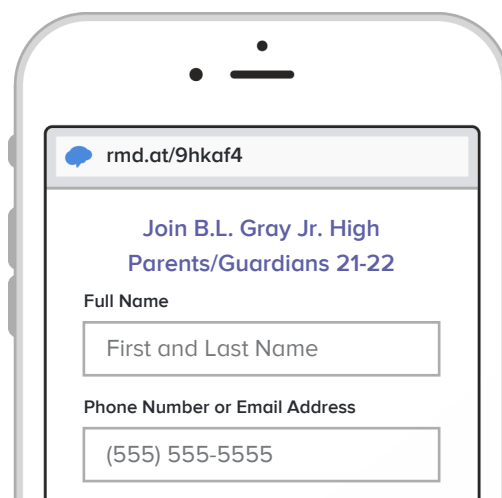 rmd.at/9hkaf4
Join B.L. Gray Jr. High
Parents/Guardians 21-22
Full Name
First and Last Name
Phone Number or Email Address
(555) 555-5555